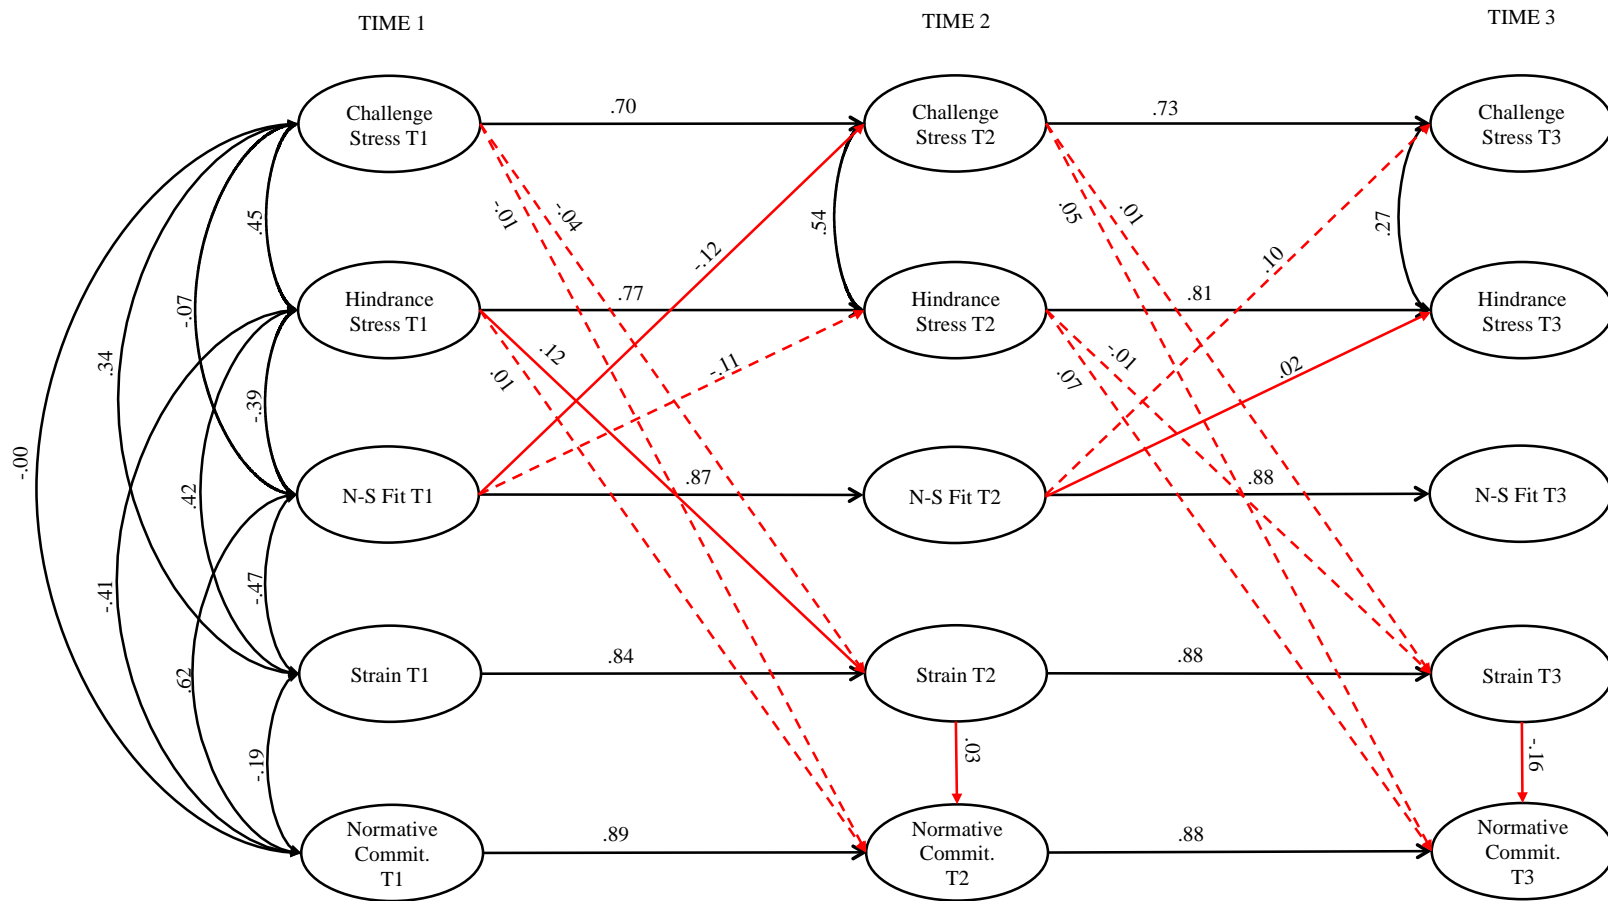 TIME 1
TIME 2
TIME 3
Challenge
Stress T1
.70
Challenge
Stress T2
.73
Challenge
Stress T3
.45
-.01
-.04
-.12
.54
.05
.01
.10
.27
Hindrance
Stress T1
.77
Hindrance
Stress T2
.81
Hindrance
Stress T3
-.07
.34
-.39
.12
.01
-.11
-.01
.07
.02
-.00
N-S Fit T1
.87
N-S Fit T2
.88
N-S Fit T3
.42
-.41
-.47
Strain T1
.84
Strain T2
.88
Strain T3
.62
-.19
.03
-.16
Normative
Commit.
T1
.89
Normative
Commit.
T2
.88
Normative
Commit.
T3